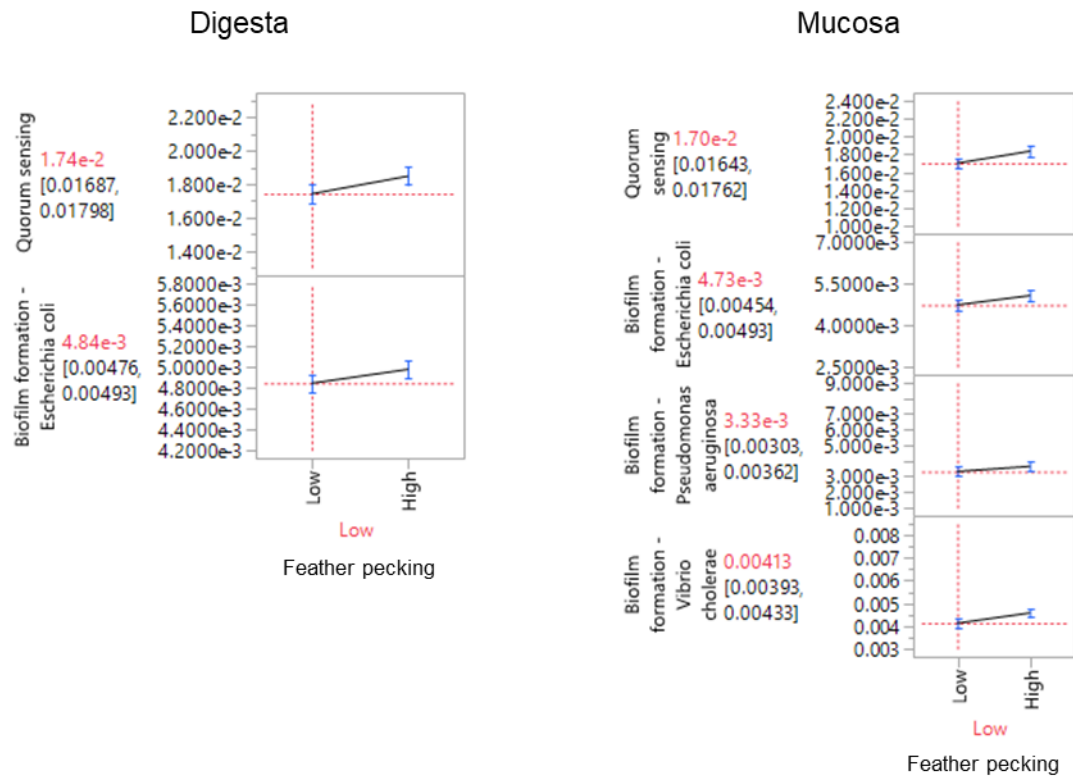 Digesta
Quorum sensing
1.74e-2
[0.01687,
0.01798]
2.200e-2
2.000e-2
1.800e-2
1.600e-2
1.400e-2
Biofilm formation -
Escherichia coli
4.84e-3
[0.00476,
0.00493]
5.8000e-3
5.6000e-3
5.4000e-3
5.2000e-3
5.0000e-3
4.8000e-3
4.6000e-3
4.4000e-3
4.2000e-3
Low
High
Low
Feather pecking
Mucosa
Quorum
sensing
1.70e-2
[0.01643,
0.01762]
2.400e-2
2.200e-2
2.000e-2
1.800e-2
1.600e-2
1.400e-2
1.200e-2
1.000e-2
Biofilm
formation -
Escherichia coli
4.73e-3
[0.00454,
0.00493]
7.0000e-3
5.5000e-3
4.0000e-3
2.5000e-3
Biofilm
formation -
Pseudomonas
aeruginosa
3.33e-3
[0.00303,
0.00362]
9.000e-3
7.000e-3
6.000e-3
5.000e-3
3.000e-3
2.000e-3
1.000e-3
Biofilm
formation -
Vibrio
cholerae
0.00413
[0.00393,
0.00433]
0.008
0.007
0.006
0.005
0.004
0.003
Low
High
Low
Feather pecking